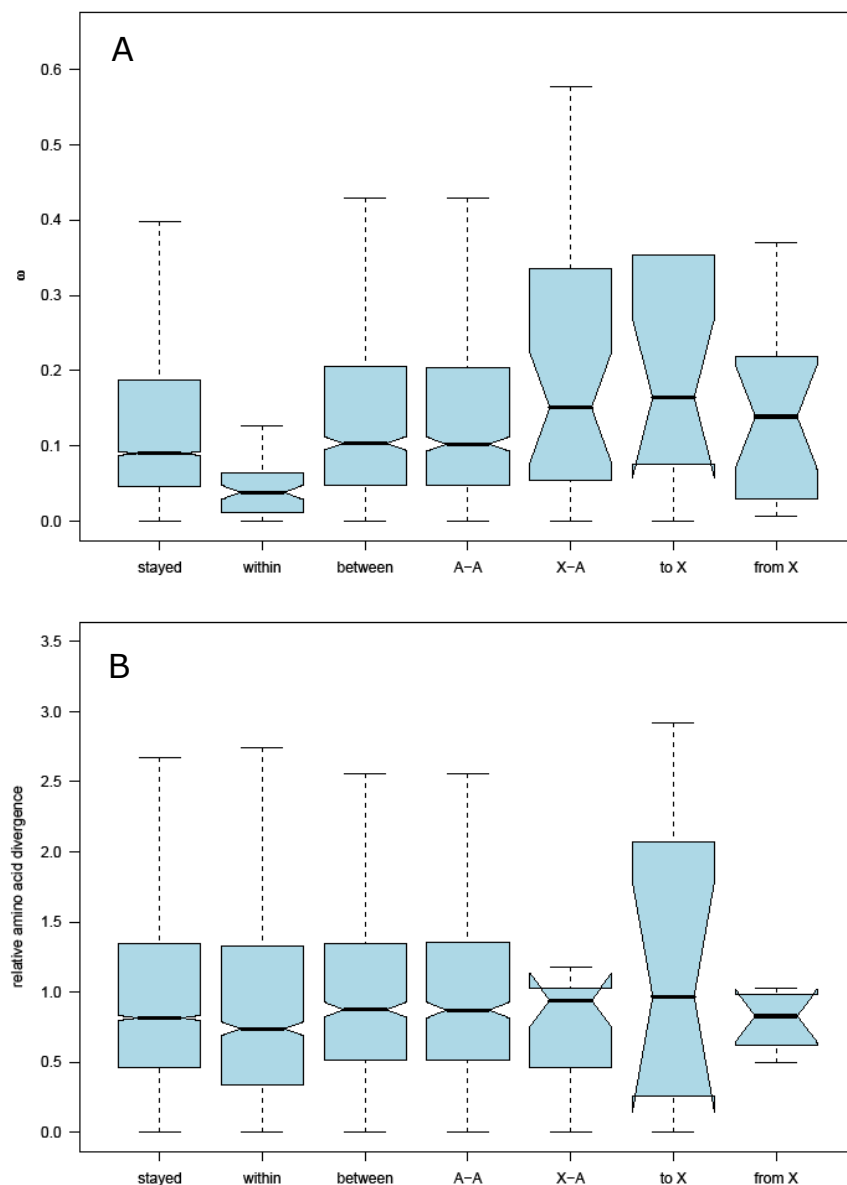 A
0.6
0.5
0.4
0.3
0.2
0.1
0.0
ω
stayed within between A−A X−A to X from X
B
3.5
3.0
2.5
2.0
1.5
1.0
0.5
0.0
relative amino acid divergence
stayed within between A−A X−A to X from X